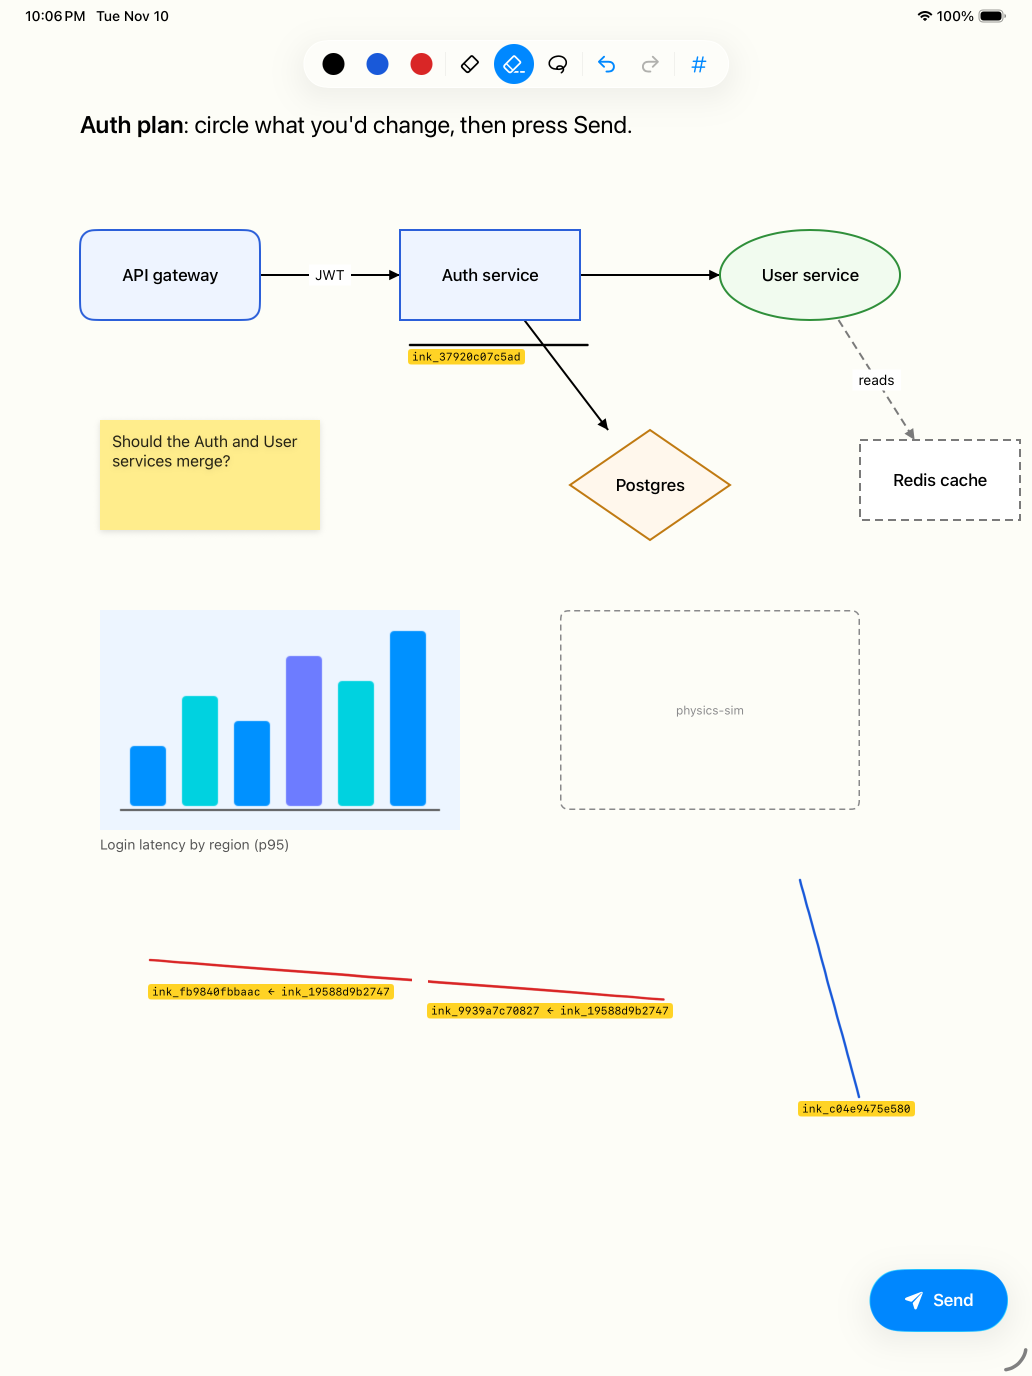 10:06 PM Tue Nov 10
100%
#
Auth plan: circle what you'd change, then press Send.
API gateway
JWT
Auth service
User service
ink_37920c07c5ad
reads
Should the Auth and User
services merge?
Postgres
Redis cache
physics-sim
Login latency by region (p95)
ink_fb9840fbbaac ← ink_19588d9b2747
ink_9939a7c70827 ← ink_19588d9b2747
ink_c04e9475e580
Send